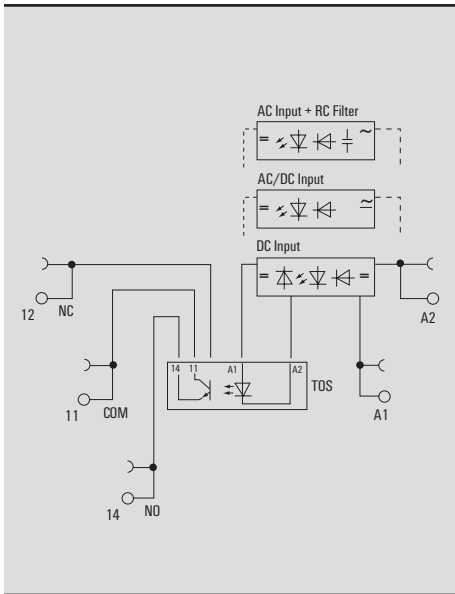 AC Input + RC Filter
= ~
AC/DC Input
= ≃
DC Input
= =
12 NC
A2
14 11 A1 A2
TOS
11 COM
A1
14 NO